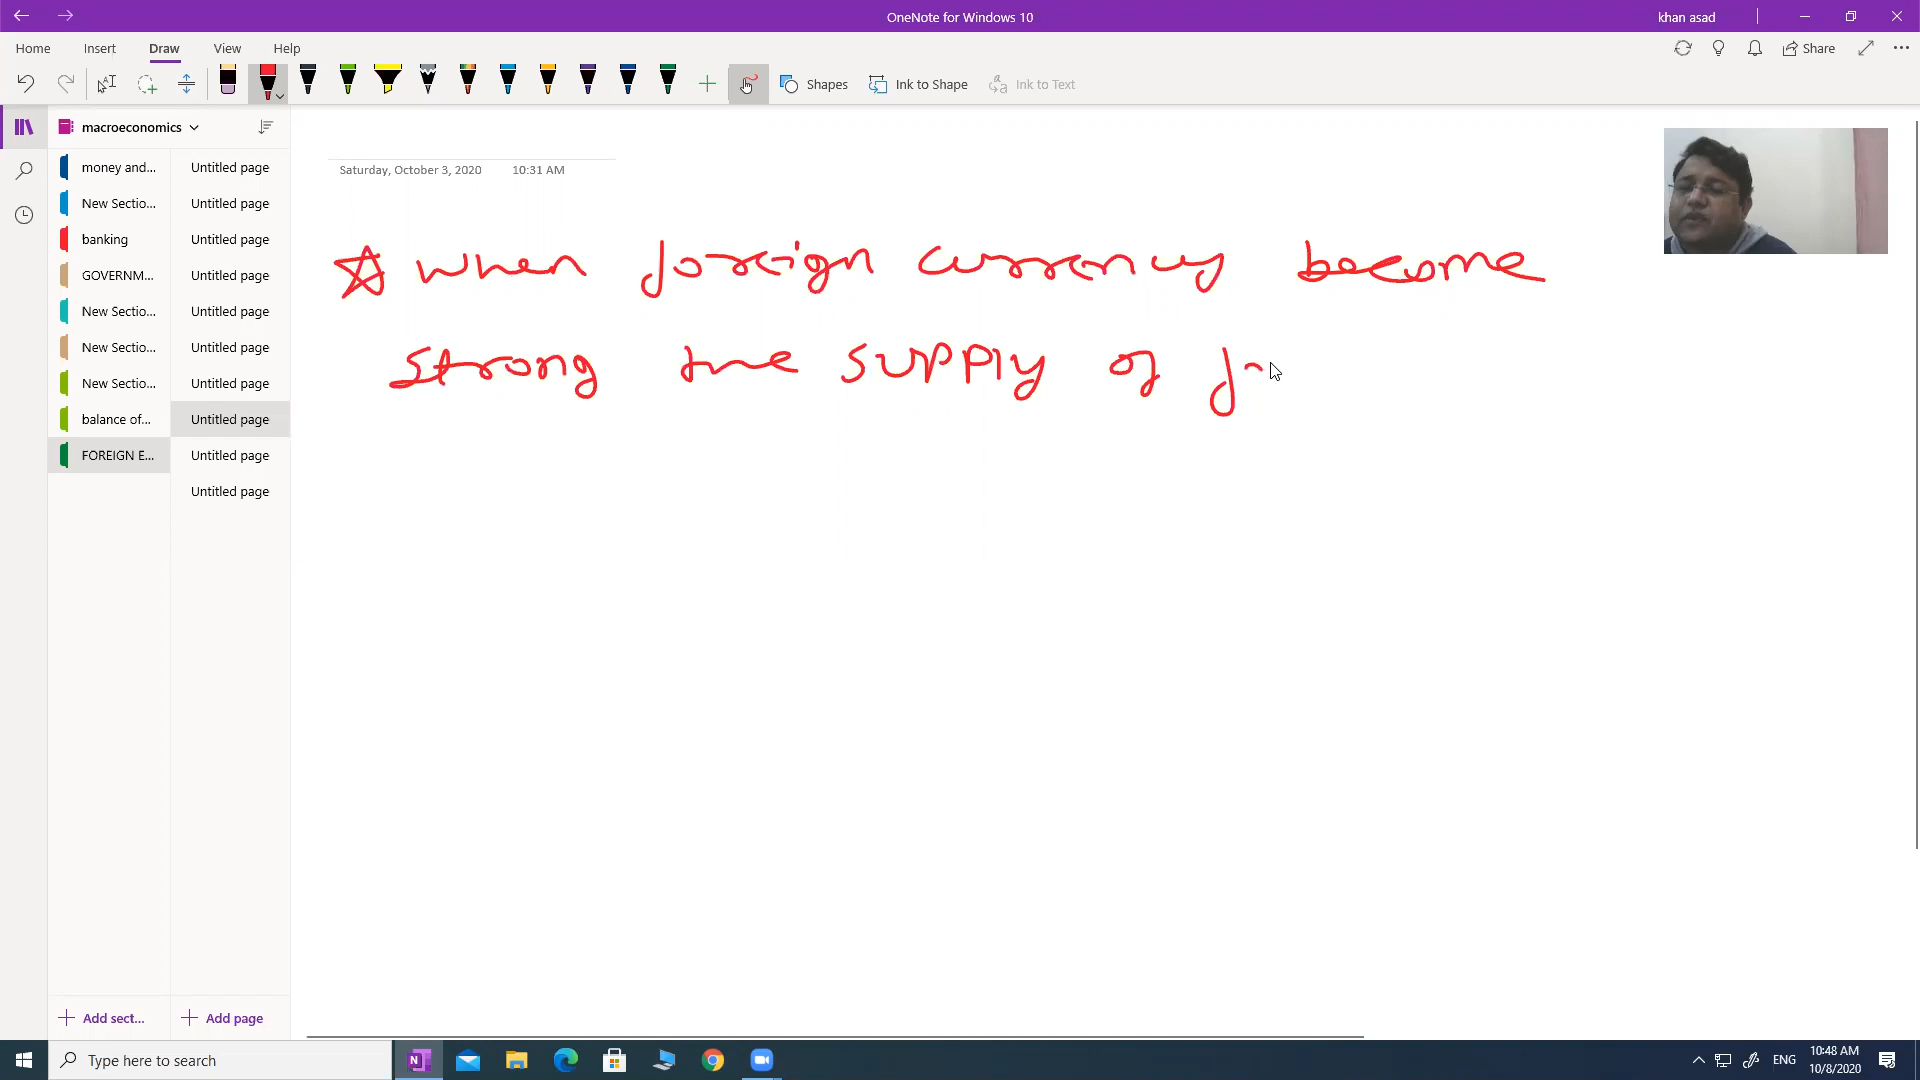 OneNote for Windows 10
khan asad
Home Insert Draw View Help
Share
Shapes Ink to Shape Ink to Text
macroeconomics
money and...
New Sectio...
banking
GOVERNM...
New Sectio...
New Sectio...
New Sectio...
balance of...
FOREIGN E...
Add sect...
Untitled page
Untitled page
Untitled page
Untitled page
Untitled page
Untitled page
Untitled page
Untitled page
Untitled page
Untitled page
Add page
Saturday, October 3, 2020 10:31 AM
when foreign currency become
strong the supply of
Type here to search
ENG
10:48 AM
10/8/2020